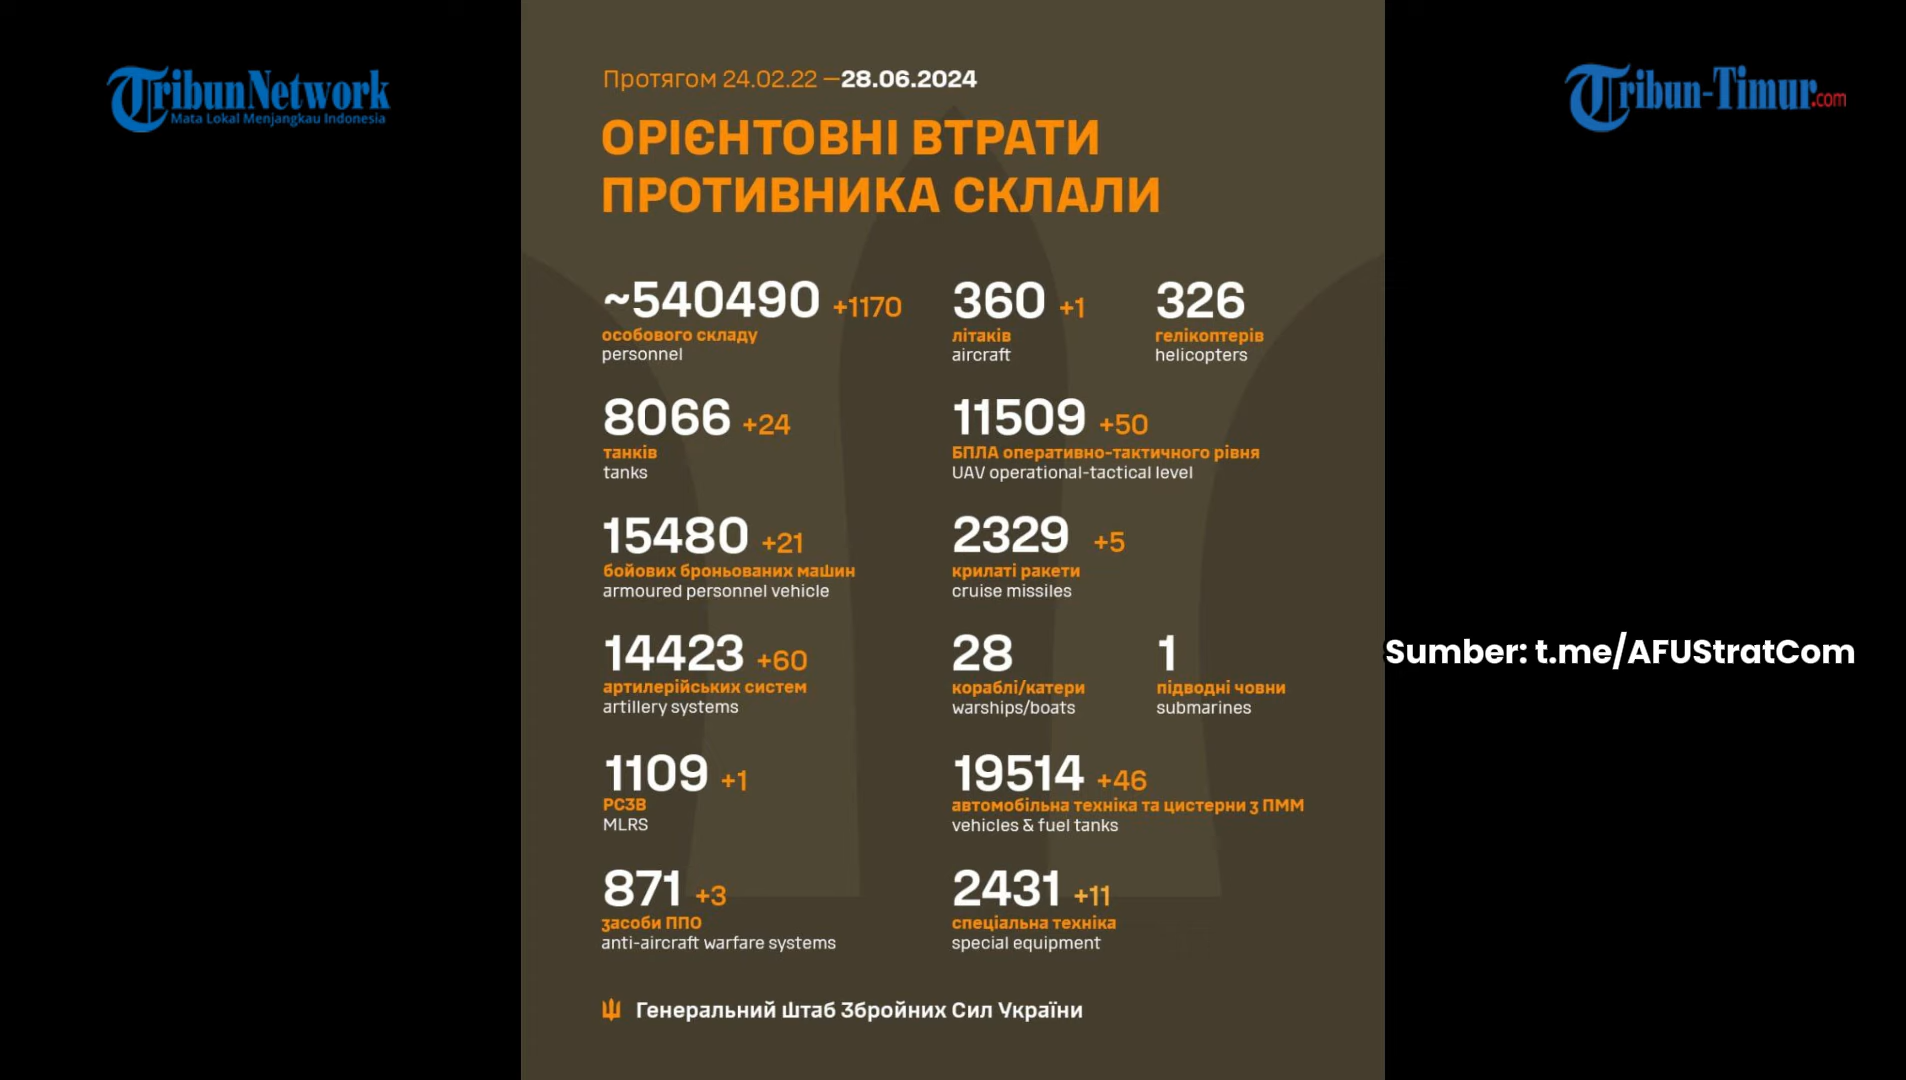 TribunNetwork
Mata Lokal Menjangkau Indonesia
Tribun-Timur.com
Протягом 24.02.22 —28.06.2024
ОРІЄНТОВНІ ВТРАТИ
ПРОТИВНИКА СКЛАЛИ
~540490 +1170
особового складу
personnel
360 +1
літаків
aircraft
326
гелікоптерів
helicopters
8066 +24
танків
tanks
11509 +50
БПЛА оперативно-тактичного рівня
UAV operational-tactical level
15480 +21
бойових броньованих машин
armoured personnel vehicle
2329 +5
крилаті ракети
cruise missiles
14423 +60
артилерійських систем
artillery systems
28
кораблі/катери
warships/boats
1
підводні човни
submarines
Sumber: t.me/AFUStratCom
1109 +1
РСЗВ
MLRS
19514 +46
автомобільна техніка та цистерни з ПММ
vehicles & fuel tanks
871 +3
засоби ППО
anti-aircraft warfare systems
2431 +11
спеціальна техніка
special equipment
Генеральний штаб Збройних Сил України